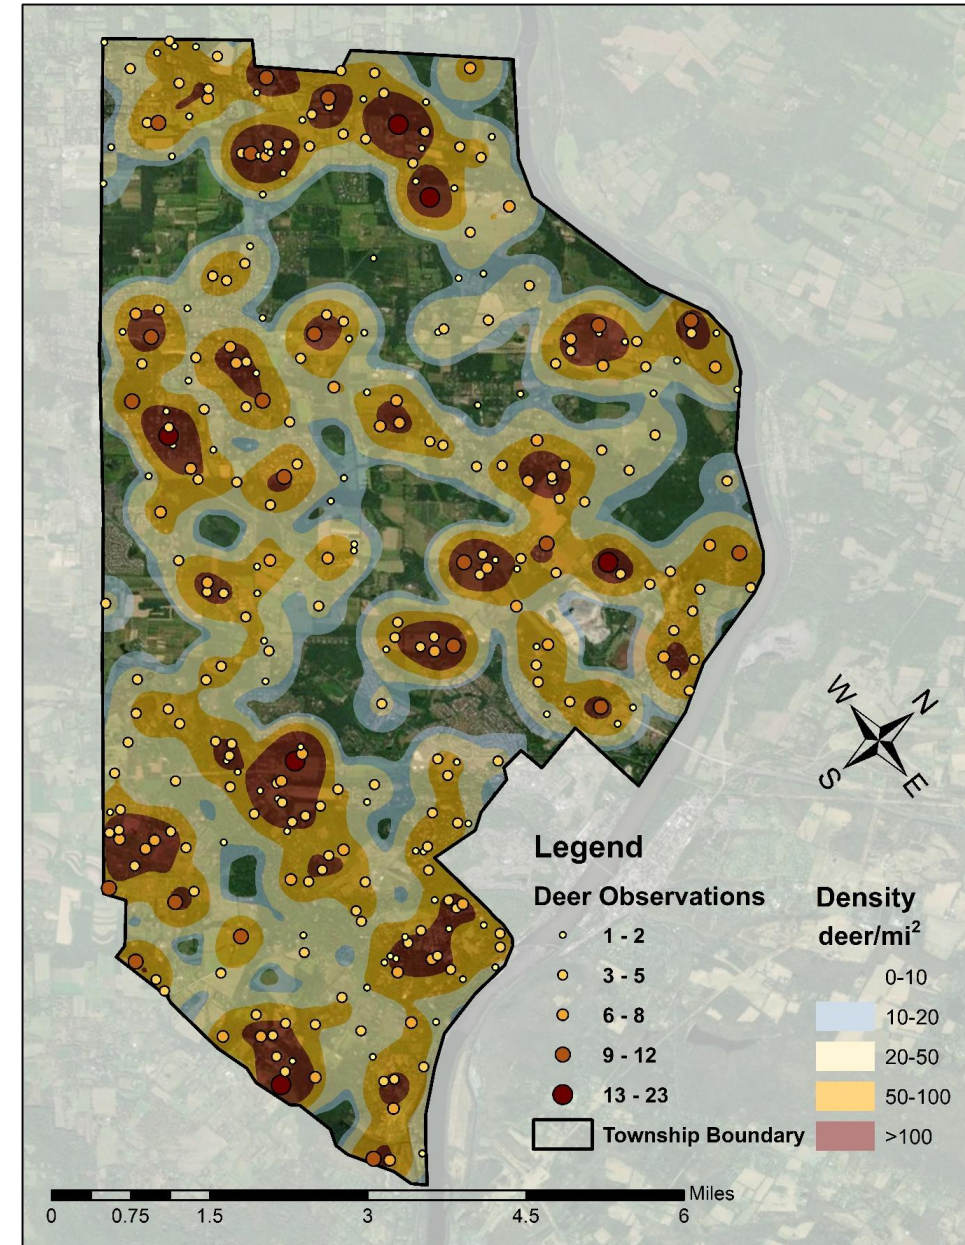 W
N
S
E
Legend
Deer Observations
1 - 2
3 - 5
6 - 8
9 - 12
13 - 23
Township Boundary
Density
deer/mi²
0-10
10-20
20-50
50-100
>100
Miles
0 0.75 1.5 3 4.5 6